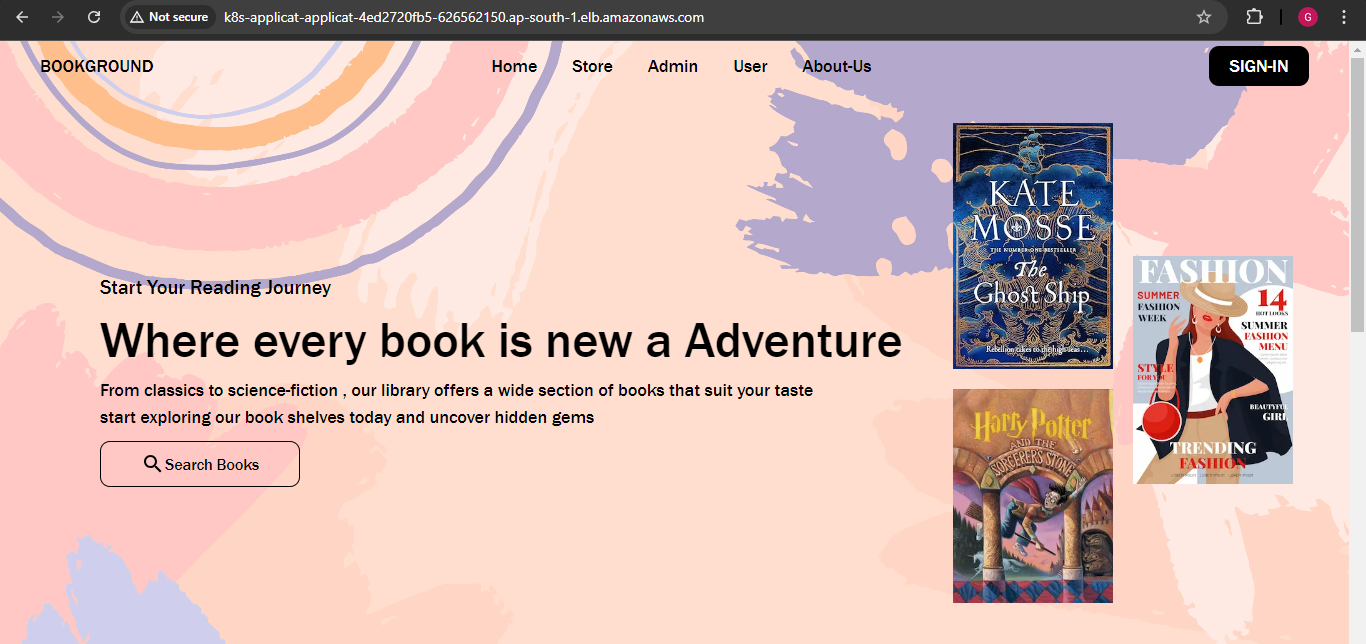 Not secure
k8s-applicat-applicat-4ed2720fb5-626562150.ap-south-1.elb.amazonaws.com
G
BOOKGROUND
Home Store Admin User About-Us
SIGN-IN
Start Your Reading Journey
Where every book is new a Adventure
From classics to science-fiction , our library offers a wide section of books that suit your taste
start exploring our book shelves today and uncover hidden gems
Search Books
KATE
MOSSE
THE NUMBER ONE BESTSELLER
The
Ghost Ship
Rebellion takes to the high seas...
Harry Potter
AND THE
SORCERER'S STONE
FASHION
SUMMER
FASHION
WEEK
14
HOT LOOKS
SUMMER
FASHION
MENU
STYLE
FOR YOU
BEAUTYFUL
GIRL
TRENDING
FASHION